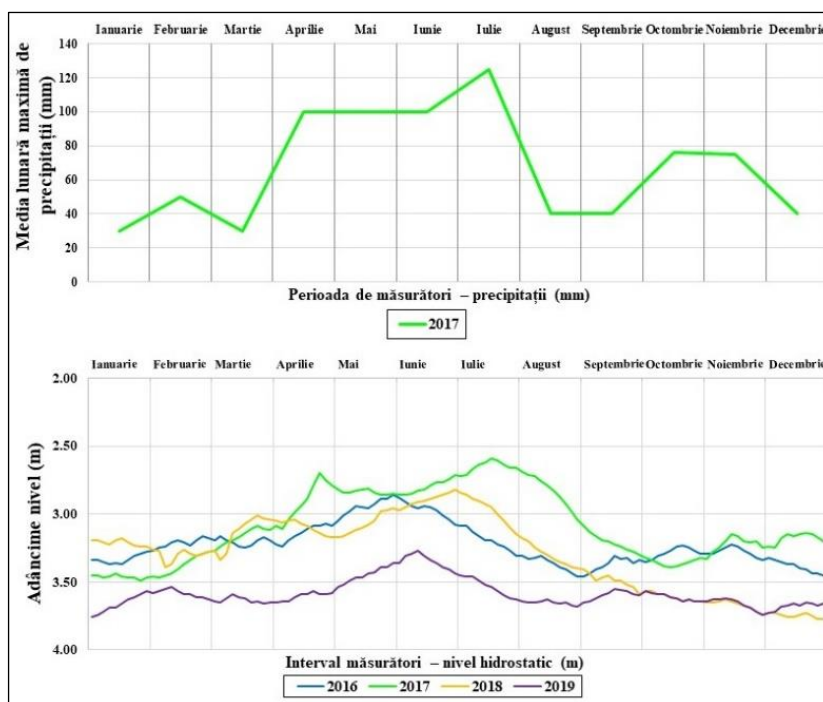 Ianuarie Februarie Martie Aprilie Mai Iunie Iulie August Septembrie Octombrie Noiembrie Decembrie
Media lunară maximă de
precipitații (mm)
140
120
100
80
60
40
20
0
Perioada de măsurători – precipitații (mm)
2017
Ianuarie Februarie Martie Aprilie Mai Iunie Iulie August Septembrie Octombrie Noiembrie Decembrie
Adâncime nivel (m)
2.00
2.50
3.00
3.50
4.00
Interval măsurători – nivel hidrostatic (m)
2016 2017 2018 2019